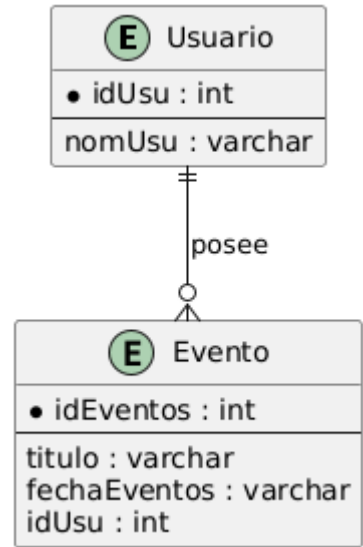 E Usuario
idUsu : int
nomUsu : varchar
posee
E Evento
idEventos : int
titulo : varchar
fechaEventos : varchar
idUsu : int